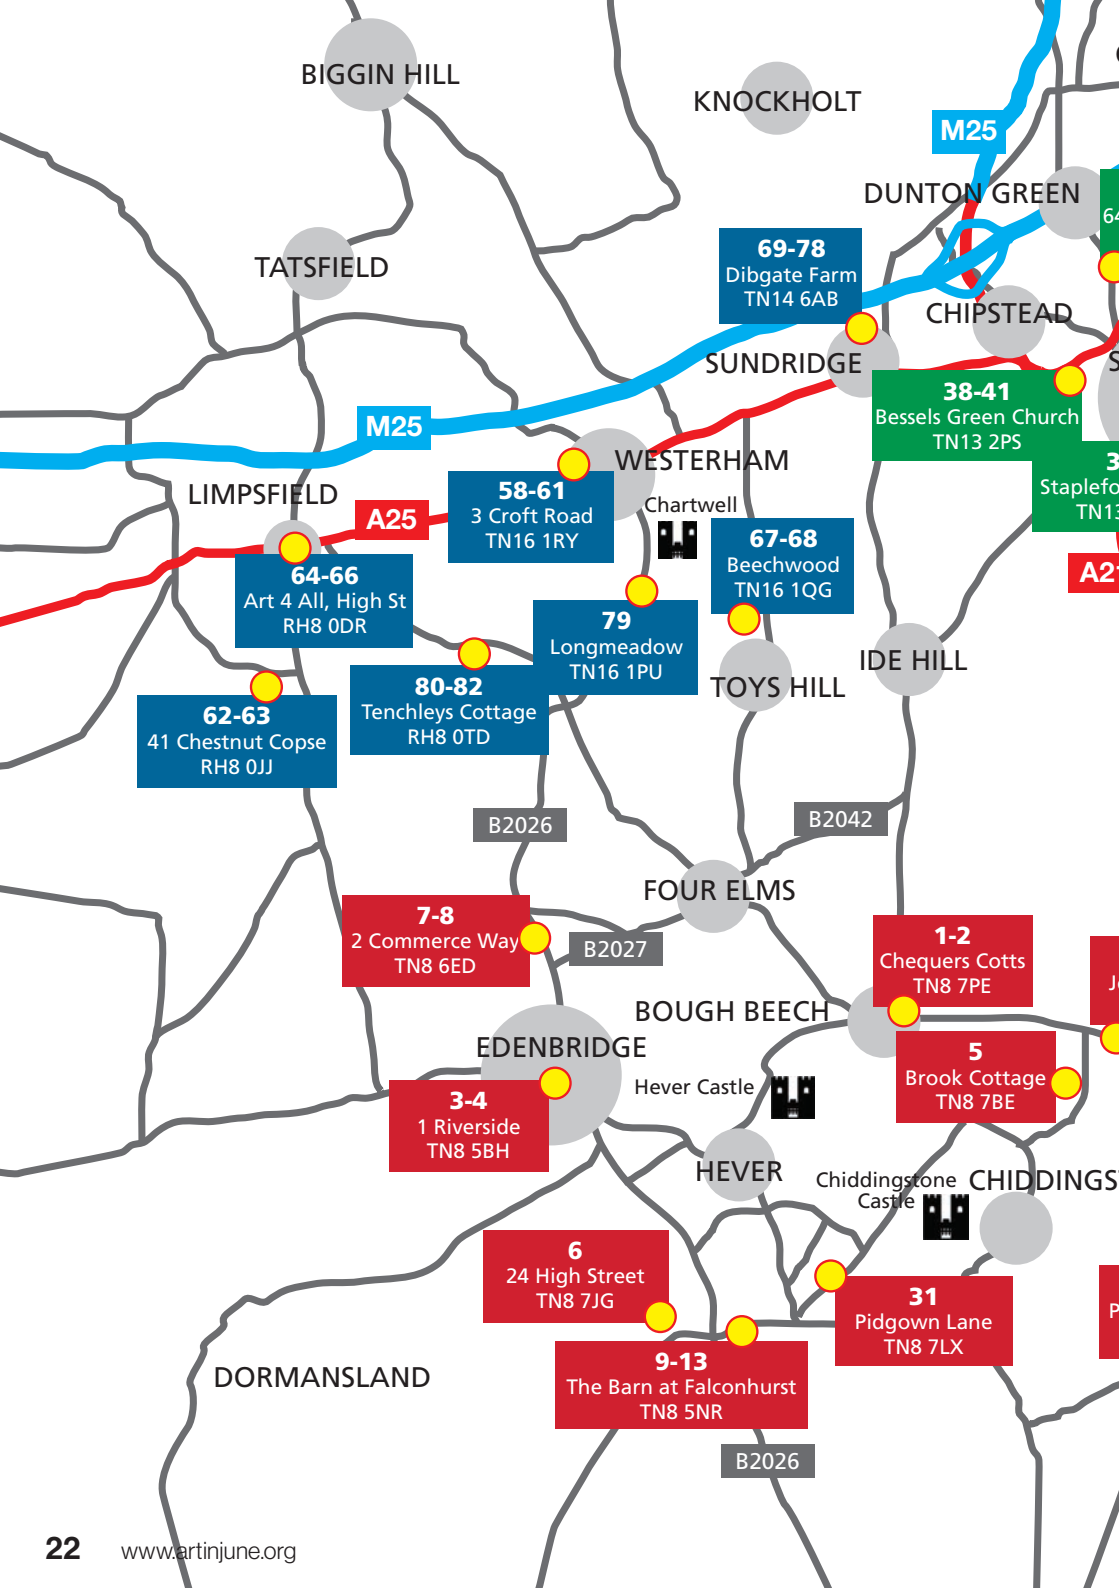 BIGGIN HILL
KNOCKHOLT
M25
DUNTON GREEN
64
TATSFIELD
69-78
Dibgate Farm
TN14 6AB
CHIPSTEAD
SUNDRIDGE
S
38-41
Bessels Green Church
TN13 2PS
M25
WESTERHAM
3
Staplefo
TN13
LIMPSFIELD
A25
58-61
3 Croft Road
TN16 1RY
Chartwell
67-68
Beechwood
TN16 1QG
A21
64-66
Art 4 All, High St
RH8 0DR
79
Longmeadow
TN16 1PU
IDE HILL
TOYS HILL
80-82
Tenchleys Cottage
RH8 0TD
62-63
41 Chestnut Copse
RH8 0JJ
B2026
B2042
FOUR ELMS
7-8
2 Commerce Way
TN8 6ED
B2027
1-2
Chequers Cotts
TN8 7PE
J
BOUGH BEECH
EDENBRIDGE
5
Brook Cottage
TN8 7BE
Hever Castle
3-4
1 Riverside
TN8 5BH
HEVER
Chiddingstone
Castle
CHIDDINGS
6
24 High Street
TN8 7JG
31
Pidgown Lane
TN8 7LX
P
9-13
The Barn at Falconhurst
TN8 5NR
DORMANSLAND
B2026
22 www.artinjune.org